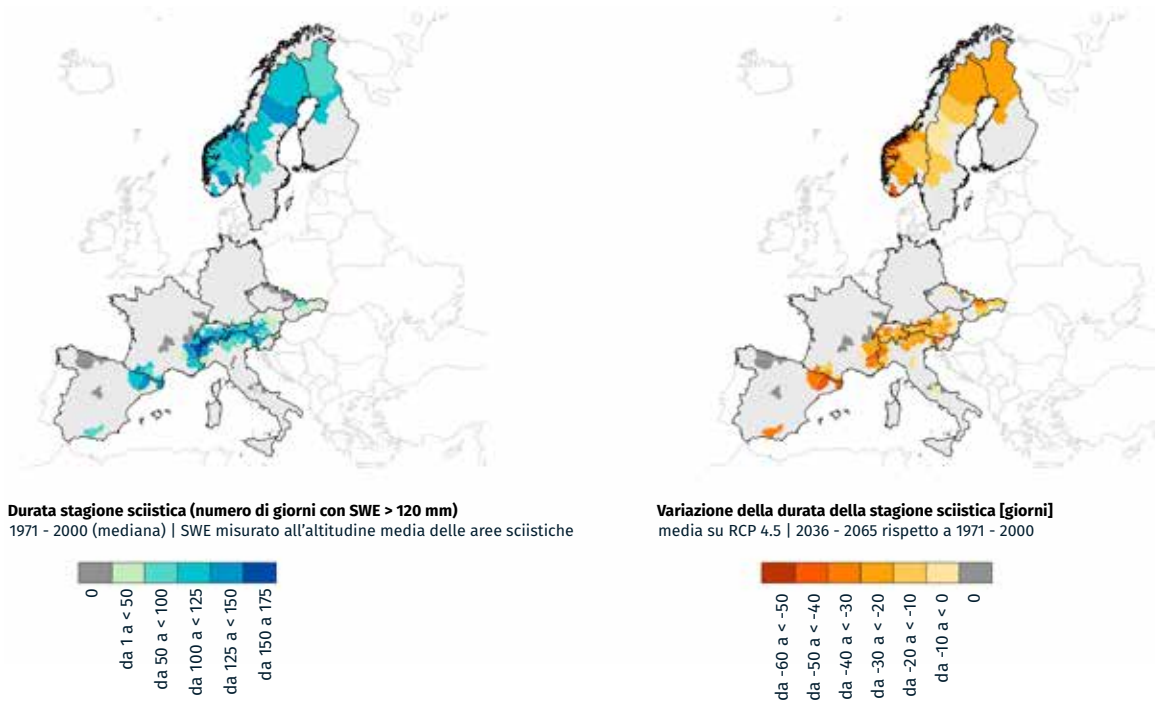 Durata stagione sciistica (numero di giorni con SWE > 120 mm)
1971 - 2000 (mediana) | SWE misurato all'altitudine media delle aree sciistiche
0
da 1 a < 50
da 50 a < 100
da 100 a < 125
da 125 a < 150
da 150 a 175
Variazione della durata della stagione sciistica [giorni]
media su RCP 4.5 | 2036 - 2065 rispetto a 1971 - 2000
da -60 a < -50
da -50 a < -40
da -40 a < -30
da -30 a < -20
da -20 a < -10
da -10 a < 0
0